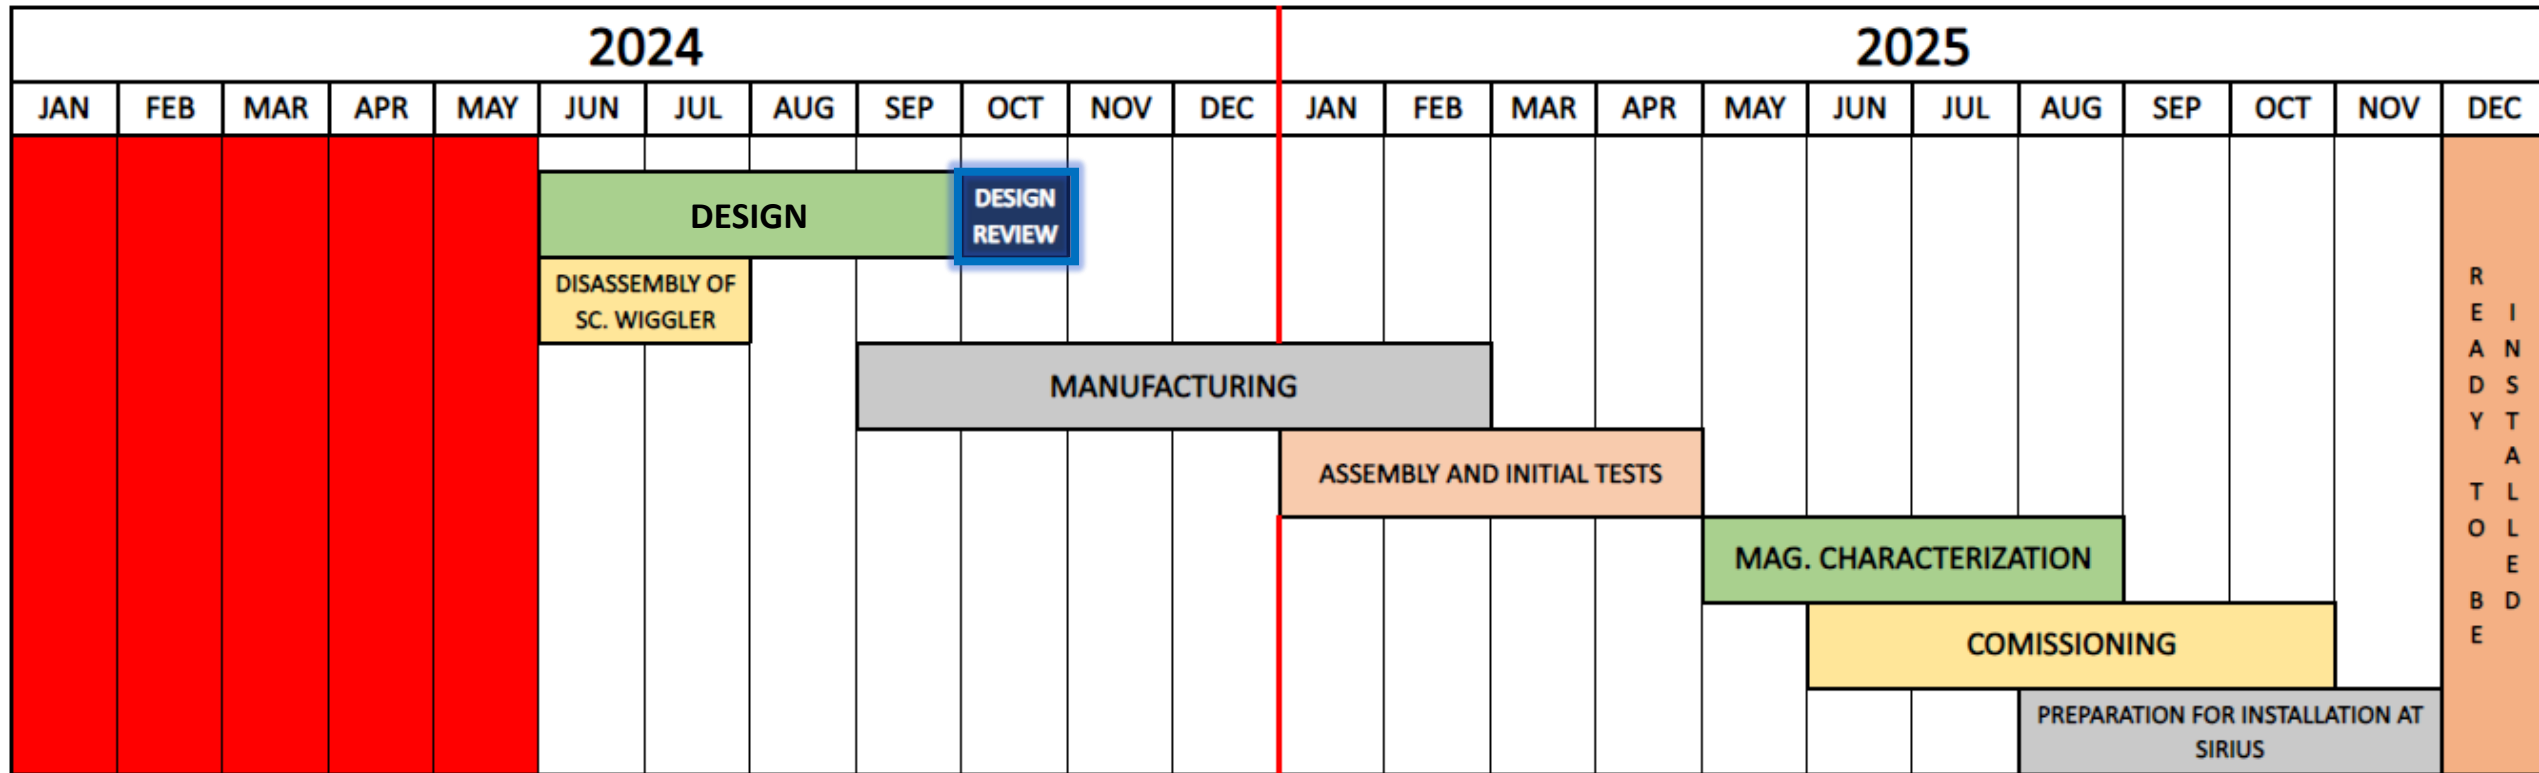 2024 2025
JAN FEB MAR APR MAY JUN JUL AUG SEP OCT NOV DEC JAN FEB MAR APR MAY JUN JUL AUG SEP OCT NOV DEC
DESIGN
DESIGN
REVIEW
DISASSEMBLY OF
SC. WIGGLER
MANUFACTURING
ASSEMBLY AND INITIAL TESTS
MAG. CHARACTERIZATION
COMISSIONING
PREPARATION FOR INSTALLATION AT
SIRIUS
READY TO BE
INSTALLED